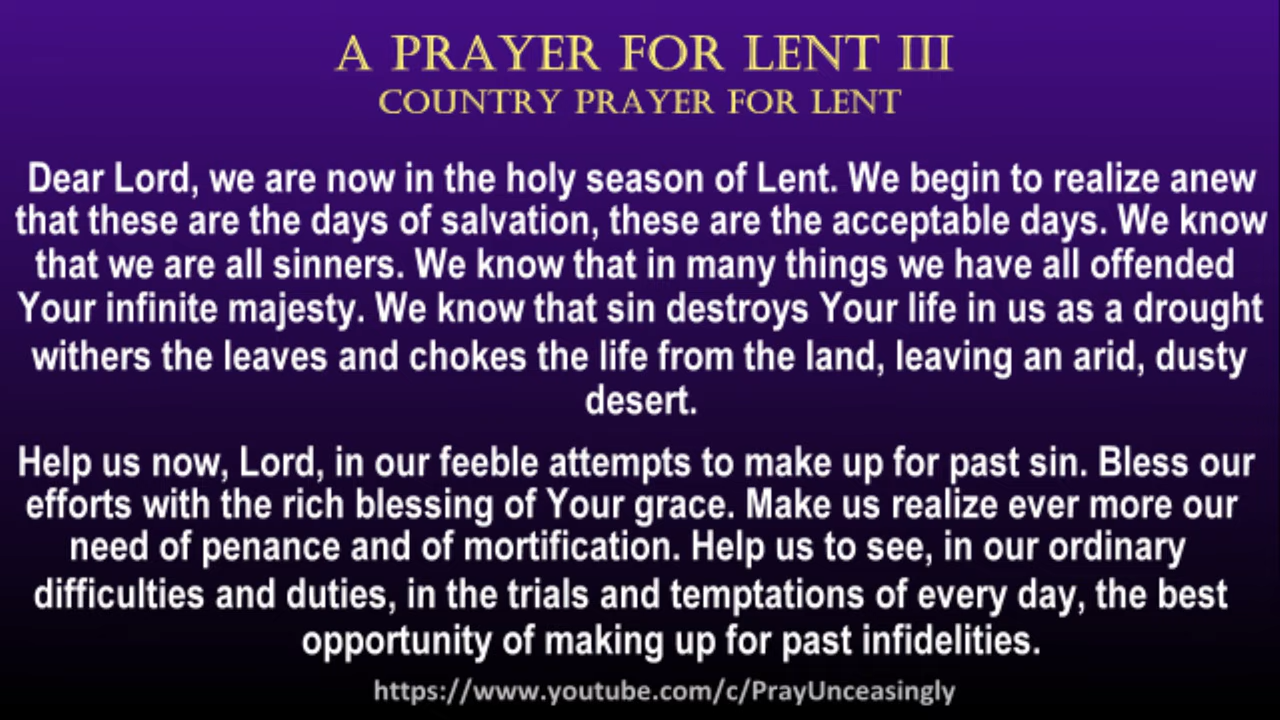 A PRAYER FOR LENT III
COUNTRY PRAYER FOR LENT
Dear Lord, we are now in the holy season of Lent. We begin to realize anew
that these are the days of salvation, these are the acceptable days. We know
that we are all sinners. We know that in many things we have all offended
Your infinite majesty. We know that sin destroys Your life in us as a drought
withers the leaves and chokes the life from the land, leaving an arid, dusty
desert.
Help us now, Lord, in our feeble attempts to make up for past sin. Bless our
efforts with the rich blessing of Your grace. Make us realize ever more our
need of penance and of mortification. Help us to see, in our ordinary
difficulties and duties, in the trials and temptations of every day, the best
opportunity of making up for past infidelities.
https://www.youtube.com/c/PrayUnceasingly